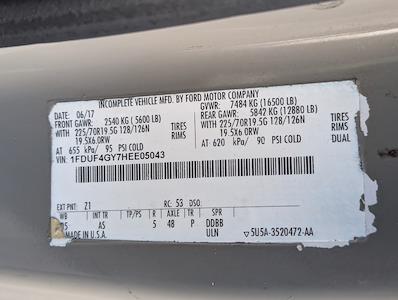 INCOMPLETE VEHICLE MFD. BY FORD MOTOR COMPANY
06/17 GVWR: 7484 KG (16500 LB)
FRONT GAWR: 2540 KG (5600 LB) REAR GAWR: 5842 KG (12880 LB)
WITH WITH
225/70R19.5G 128/126N TIRES 225/70R19.5G 128/126N TIRES
19.5X6.0RW RIMS 19.5X6.0RW RIMS
AT 655 kPa/ 95 PSI COLD AT 620 kPa/ 90 PSI COLD DUAL
VIN: 1FDUF4GY7HEE05043
EXT PNT: Z1 RC: 53 DSO:
WB INT TR TP/PS R AX TR SPR
AS 5 48 P DDBB
MADE IN U.S.A. ULN 5U5A-3520472-AA